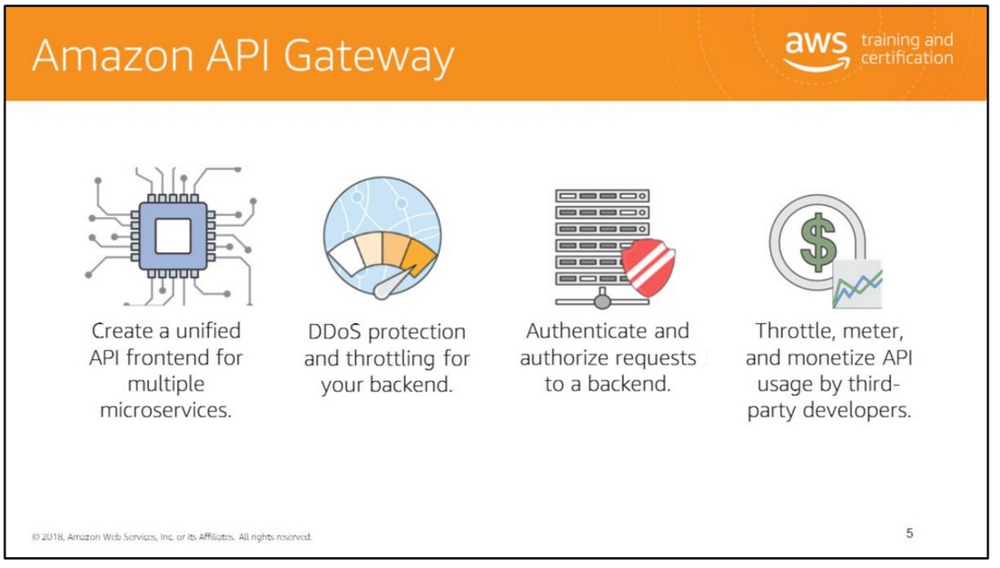 Amazon API Gateway
aws training and
certification
Create a unified
API frontend for
multiple
microservices.
DDoS protection
and throttling for
your backend.
Authenticate and
authorize requests
to a backend.
Throttle, meter,
and monetize API
usage by third-
party developers.
© 2018, Amazon Web Services, Inc. or its Affiliates. All rights reserved.
5